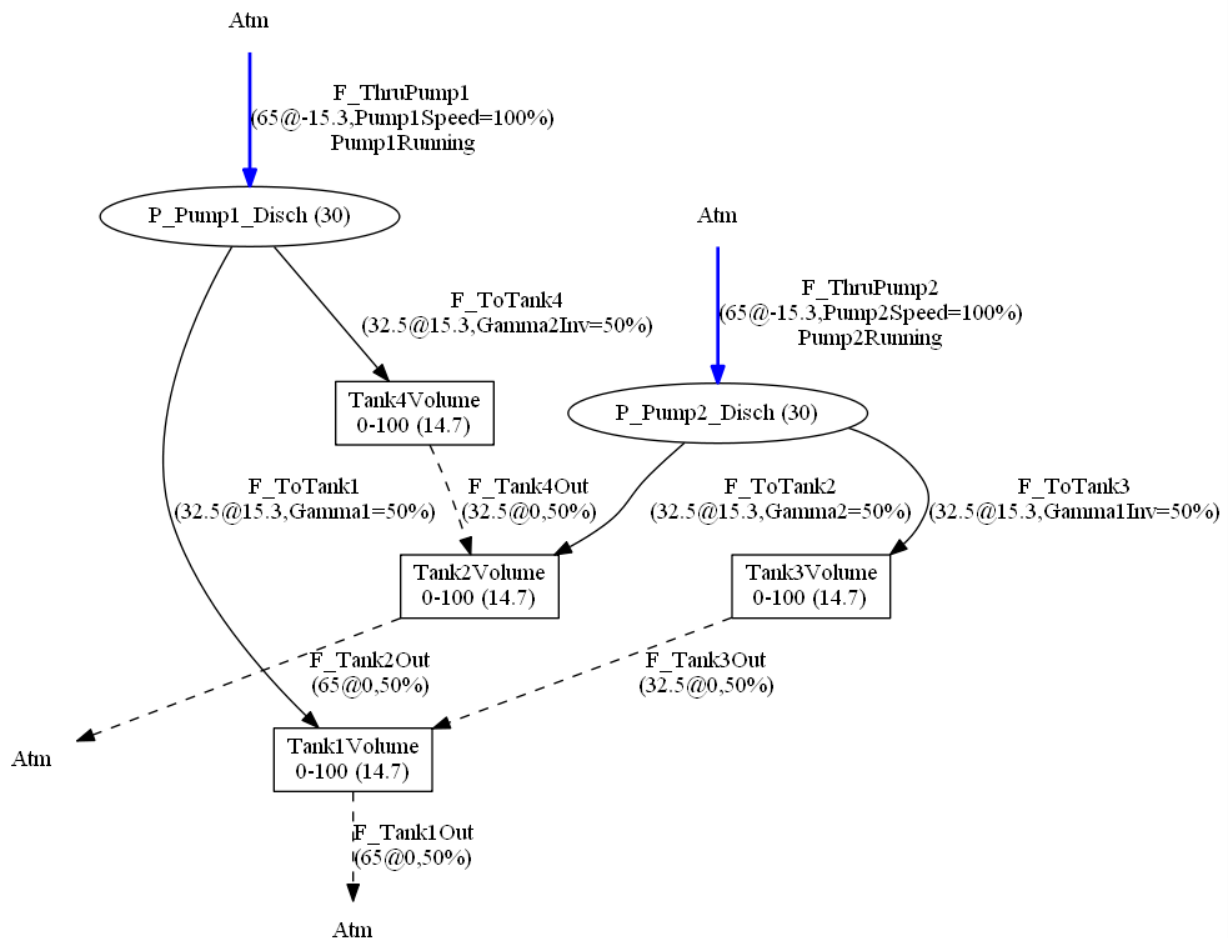 Atm
F_ThruPump1
(65@-15.3,Pump1Speed=100%)
Pump1Running
P_Pump1_Disch (30)
Atm
F_ThruPump2
(65@-15.3,Pump2Speed=100%)
Pump2Running
F_ToTank4
(32.5@15.3,Gamma2Inv=50%)
Tank4Volume
0-100 (14.7)
P_Pump2_Disch (30)
F_ToTank1
(32.5@15.3,Gamma1=50%)
F_Tank4Out
(32.5@0,50%)
F_ToTank2
(32.5@15.3,Gamma2=50%)
F_ToTank3
(32.5@15.3,Gamma1Inv=50%)
Tank2Volume
0-100 (14.7)
Tank3Volume
0-100 (14.7)
F_Tank2Out
(65@0,50%)
F_Tank3Out
(32.5@0,50%)
Atm
Tank1Volume
0-100 (14.7)
F_Tank1Out
(65@0,50%)
Atm